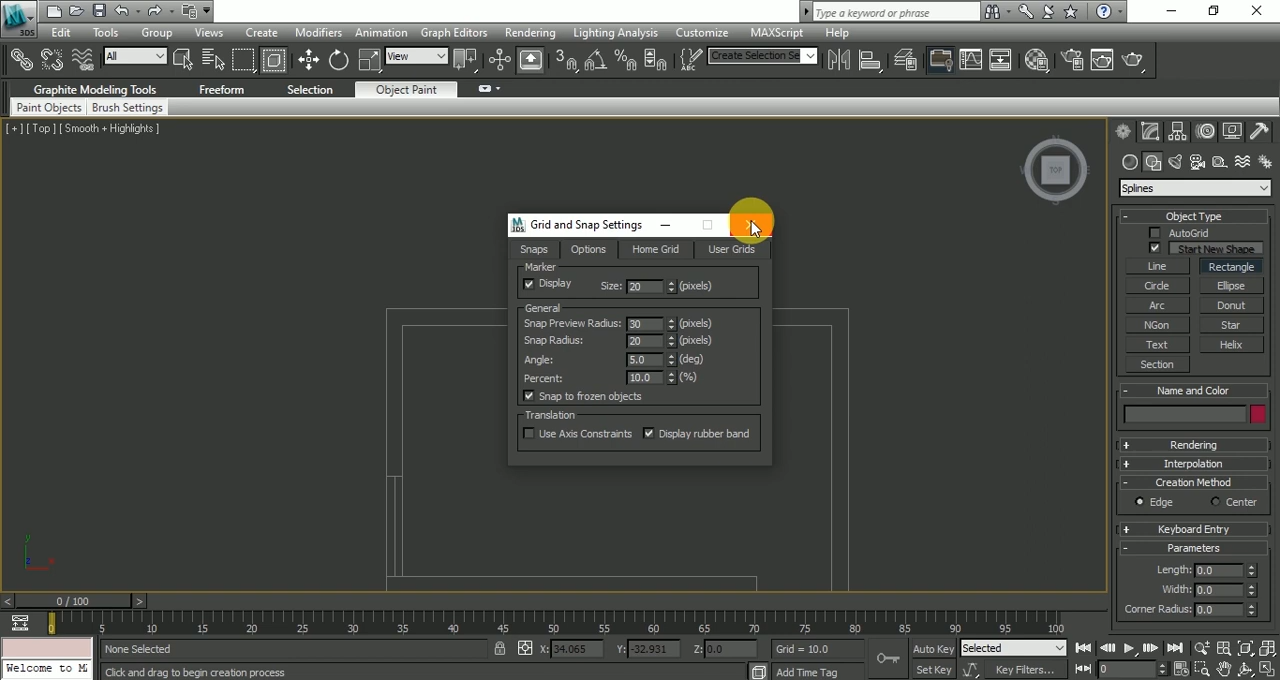 Type a keyword or phrase
3DS
Edit Tools Group Views Create Modifiers Animation Graph Editors Rendering Lighting Analysis Customize MAXScript Help
All
View
3
Create Selection Se
Graphite Modeling Tools Freeform Selection Object Paint
Paint Objects Brush Settings
[ + ] [ Top ] [ Smooth + Highlights ]
N
TOP
Splines
- Object Type
AutoGrid
Start New Shape
Line Rectangle
Circle Ellipse
Arc Donut
NGon Star
Text Helix
Section
- Name and Color
+ Rendering
+ Interpolation
- Creation Method
Edge Center
+ Keyboard Entry
- Parameters
Length: 0.0
Width: 0.0
Corner Radius: 0.0
Grid and Snap Settings
Snaps Options Home Grid User Grids
Marker
Display Size: 20 (pixels)
General
Snap Preview Radius: 30 (pixels)
Snap Radius: 20 (pixels)
Angle: 5.0 (deg)
Percent: 10.0 (%)
Snap to frozen objects
Translation
Use Axis Constraints Display rubber band
y
z x
< 0 / 100 >
0 5 10 15 20 25 30 35 40 45 50 55 60 65 70 75 80 85 90 95 100
None Selected X: 34.065 Y: -32.931 Z: 0.0 Grid = 10.0 Auto Key Selected
Welcome to M Click and drag to begin creation process Add Time Tag Set Key Key Filters... 0